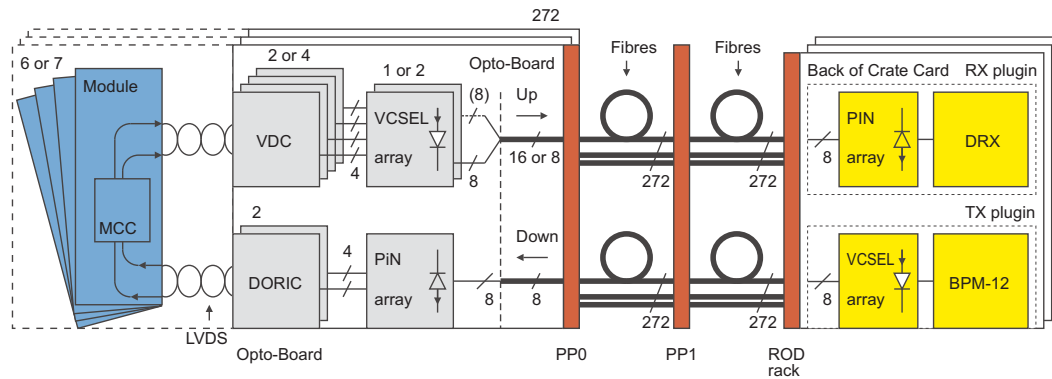 272
Fibres
Fibres
6 or 7
Module
2 or 4
1 or 2
Opto-Board
Back of Crate Card
RX plugin
VDC
4
4
VCSEL
array
(8)
8
Up
16 or 8
272
272
8
PIN
array
DRX
MCC
2
DORIC
4
PiN
array
8
Down
8
272
272
TX plugin
8
VCSEL
array
BPM-12
LVDS
Opto-Board
PP0
PP1
ROD
rack